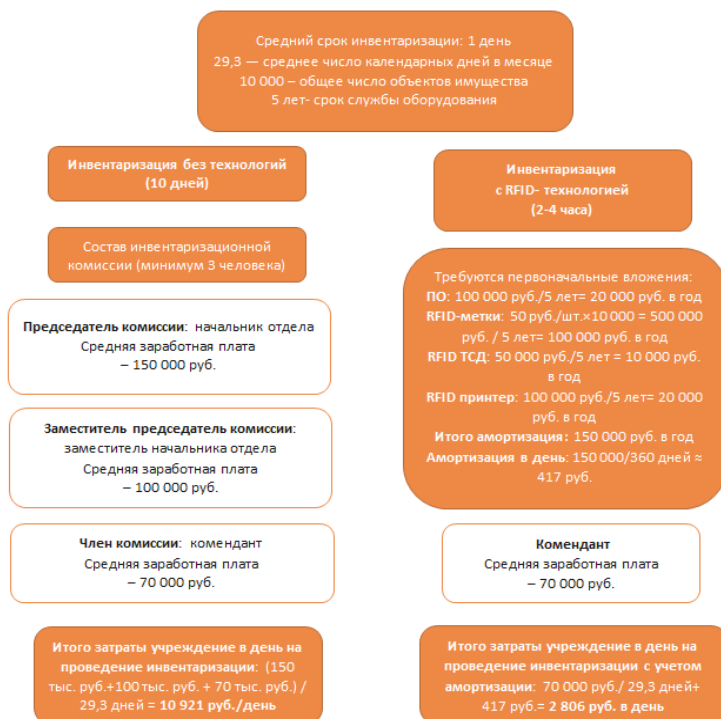 Средний срок инвентаризации: 1 день
29,3 — среднее число календарных дней в месяце
10 000 – общее число объектов имущества
5 лет- срок службы оборудования
Инвентаризация без технологий
(10 дней)
Состав инвентаризационной
комиссии (минимум 3 человека)
Председатель комиссии: начальник отдела
Средняя заработная плата
– 150 000 руб.
Заместитель председатель комиссии:
заместитель начальника отдела
Средняя заработная плата
– 100 000 руб.
Член комиссии: комендант
Средняя заработная плата
– 70 000 руб.
Итого затраты учреждение в день на
проведение инвентаризации: (150
тыс. руб.+100 тыс. руб. + 70 тыс. руб.) /
29,3 дней = 10 921 руб./день
Инвентаризация
с RFID- технологией
(2-4 часа)
Требуются первоначальные вложения:
ПО: 100 000 руб./5 лет= 20 000 руб. в год
RFID-метки: 50 руб./шт.×10 000 = 500 000
руб. / 5 лет= 100 000 руб. в год
RFID ТСД: 50 000 руб./5 лет = 10 000 руб.
в год
RFID принтер: 100 000 руб./5 лет= 20 000
руб. в год
Итого амортизация: 150 000 руб. в год
Амортизация в день: 150 000/360 дней ≈
417 руб.
Комендант
Средняя заработная плата
– 70 000 руб.
Итого затраты учреждение в день на
проведение инвентаризации с учетом
амортизации: 70 000 руб./ 29,3 дней+
417 руб.= 2 806 руб. в день